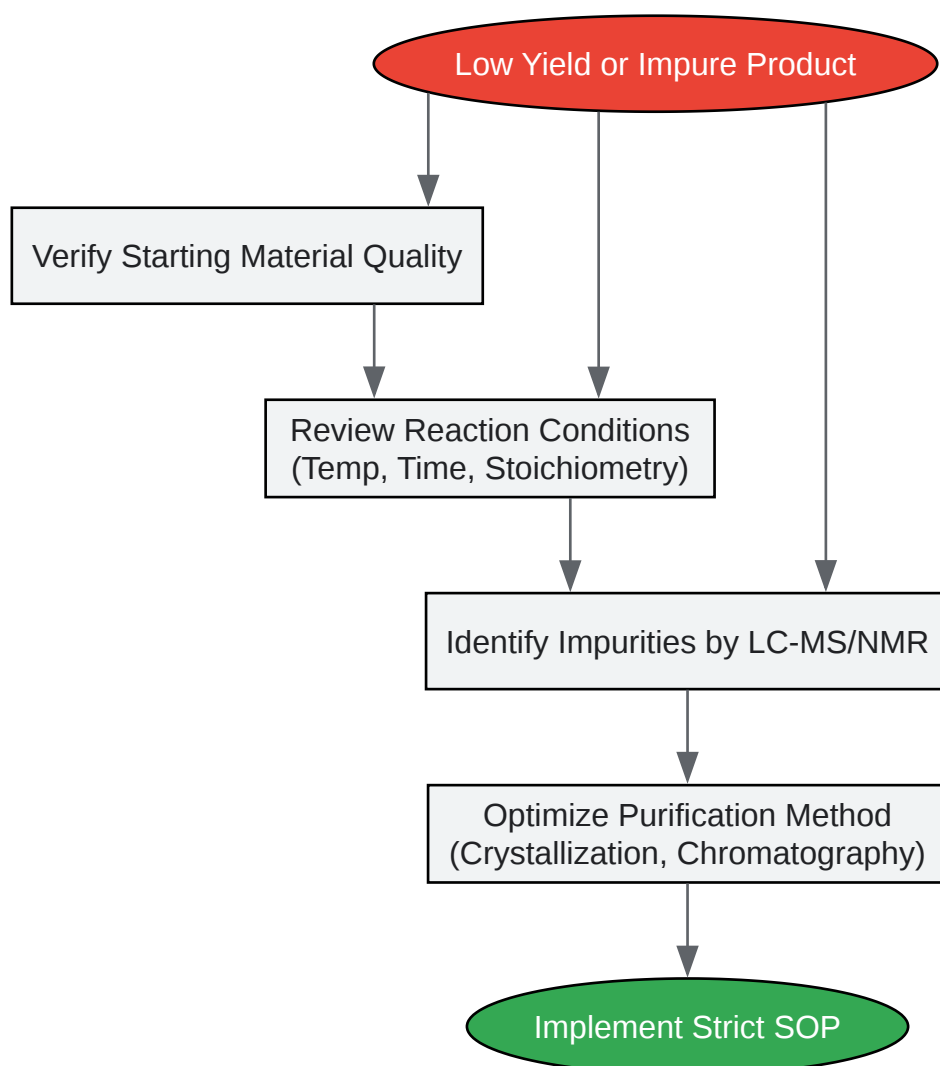 Low Yield or Impure Product
Verify Starting Material Quality
Review Reaction Conditions
(Temp, Time, Stoichiometry)
Identify Impurities by LC-MS/NMR
Optimize Purification Method
(Crystallization, Chromatography)
Implement Strict SOP